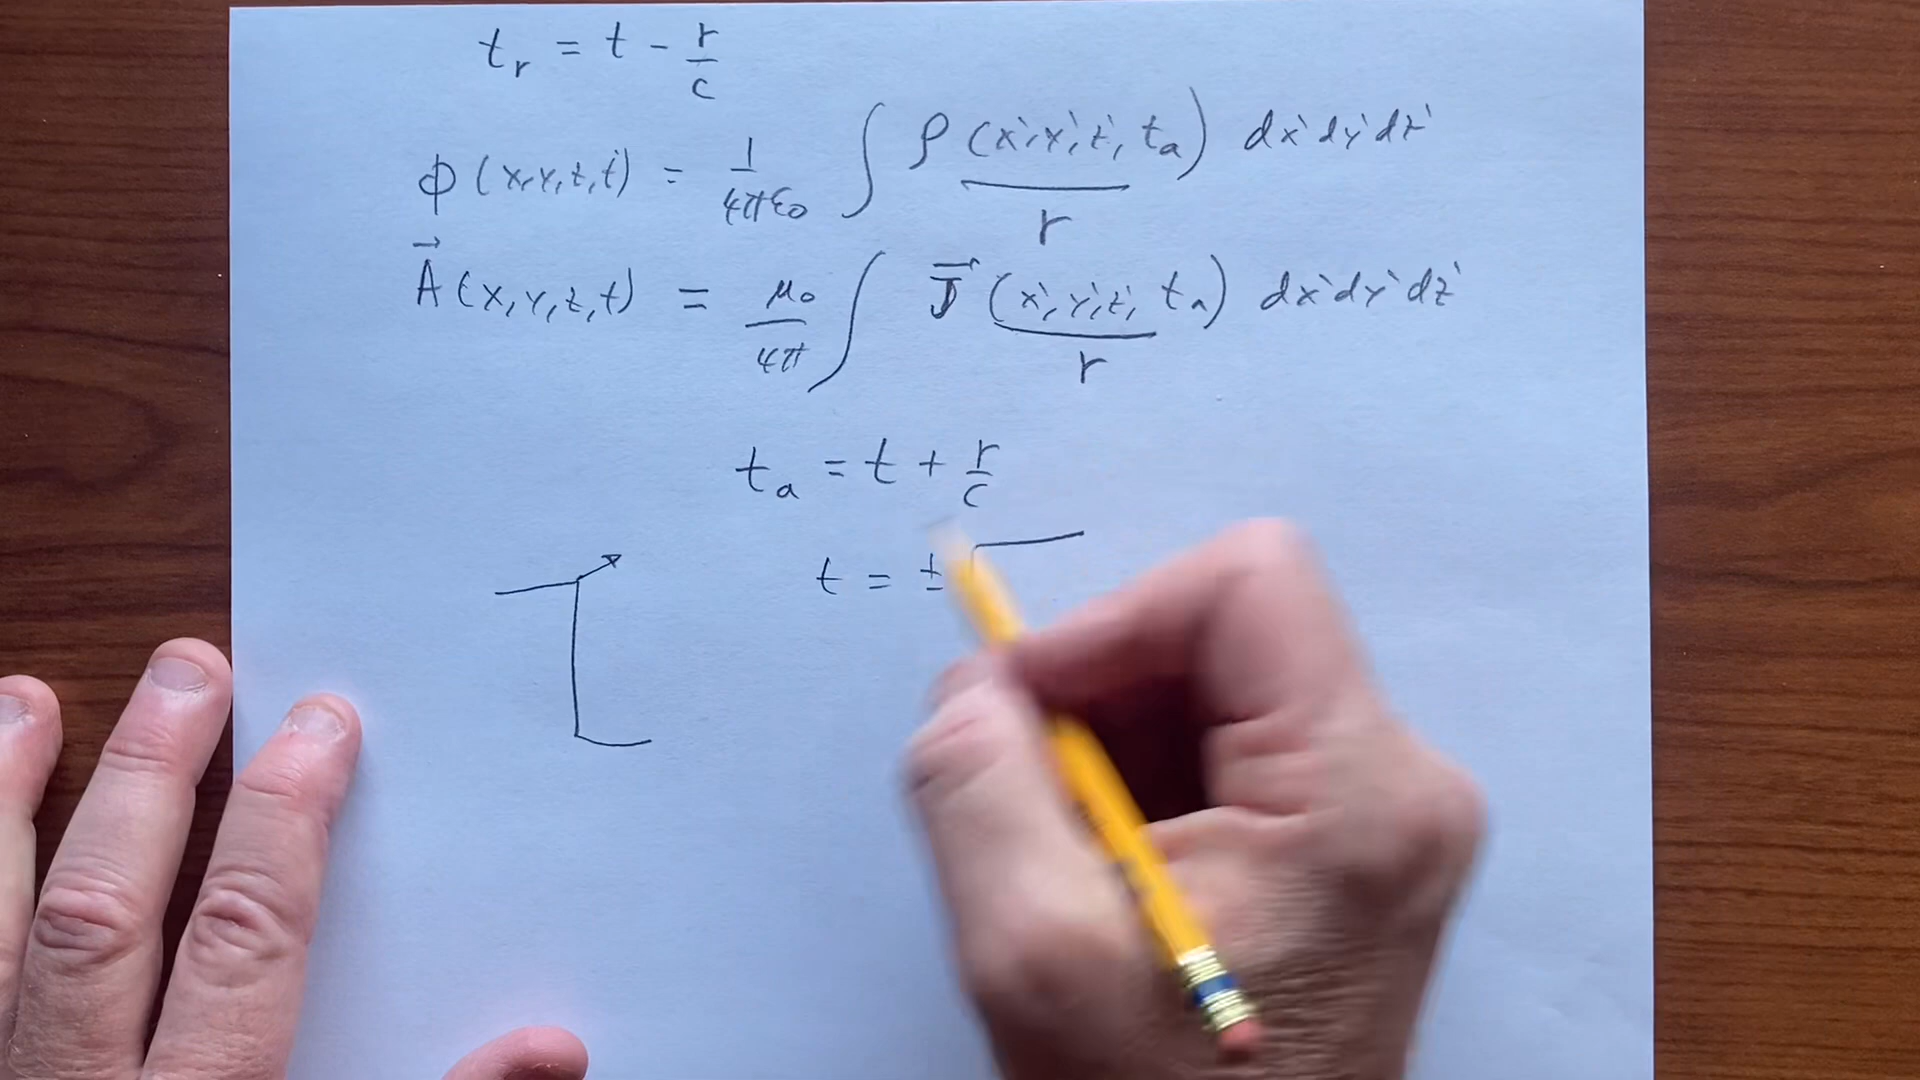 t_r = t - r/c
ϕ(x,y,z,t) = 1/4πε₀ ∫ ρ(x',y',z',t_a)/r dx'dy'dz'
A⃗(x,y,z,t) = μ₀/4π ∫ J⃗(x',y',z',t_a)/r dx'dy'dz'
t_a = t + r/c
t = ± √